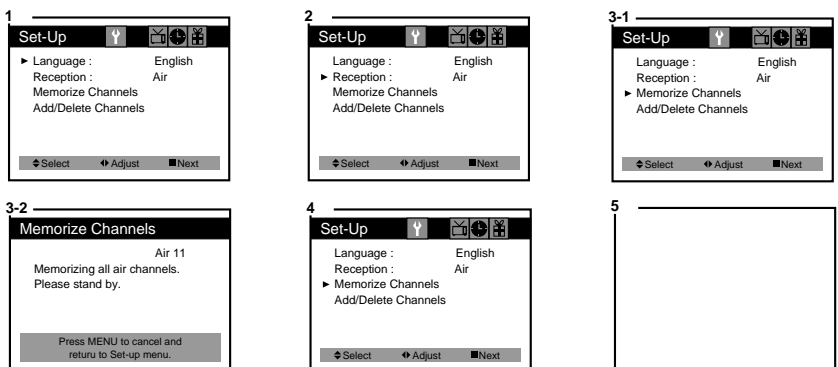 1
Set-Up
▶ Language : English
Reception : Air
Memorize Channels
Add/Delete Channels
Select Adjust Next
2
Set-Up
Language : English
▶ Reception : Air
Memorize Channels
Add/Delete Channels
Select Adjust Next
3-1
Set-Up
Language : English
Reception : Air
▶ Memorize Channels
Add/Delete Channels
Select Adjust Next
3-2
Memorize Channels
Air 11
Memorizing all air channels.
Please stand by.
Press MENU to cancel and
returu to Set-up menu.
4
Set-Up
Language : English
Reception : Air
▶ Memorize Channels
Add/Delete Channels
Select Adjust Next
5